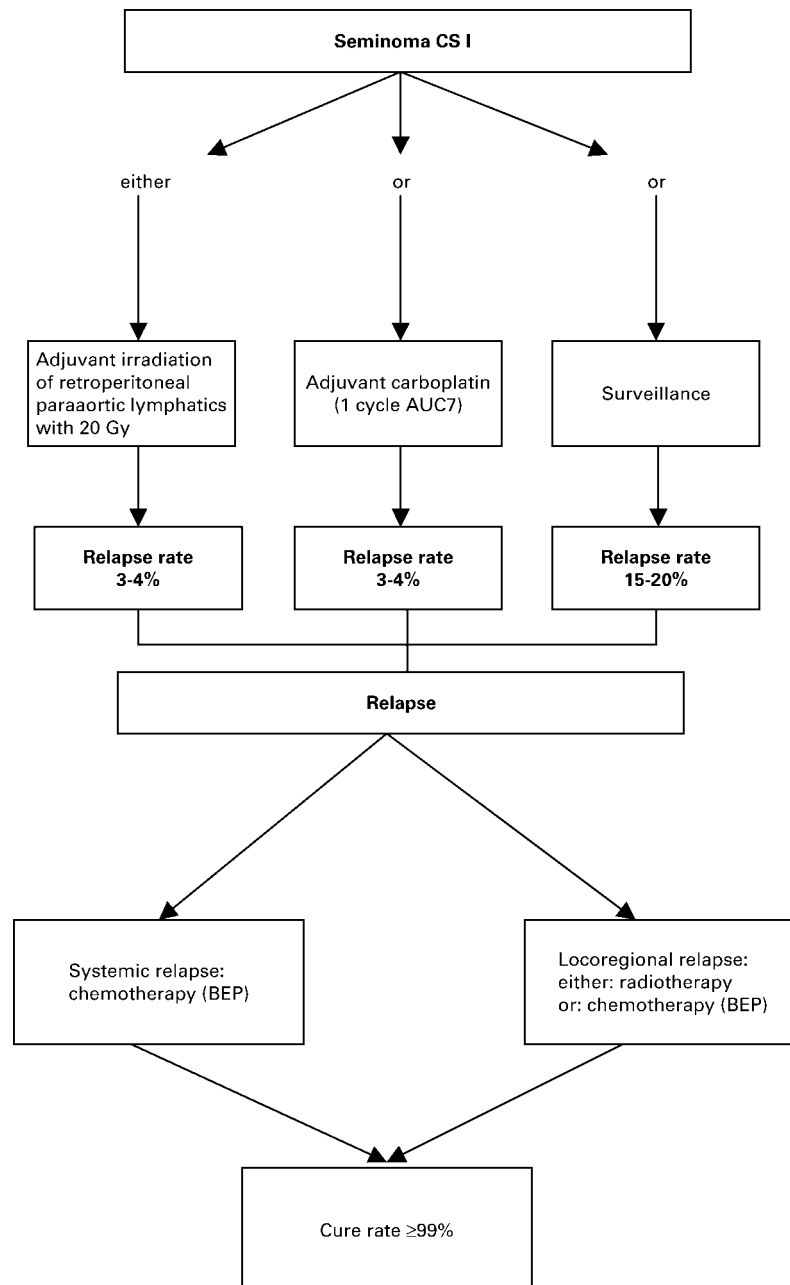 Seminoma CS I
either
or
or
Adjuvant irradiation
of retroperitoneal
paraaortic lymphatics
with 20 Gy
Adjuvant carboplatin
(1 cycle AUC7)
Surveillance
Relapse rate
3-4%
Relapse rate
3-4%
Relapse rate
15-20%
Relapse
Systemic relapse:
chemotherapy (BEP)
Locoregional relapse:
either: radiotherapy
or: chemotherapy (BEP)
Cure rate ≥99%